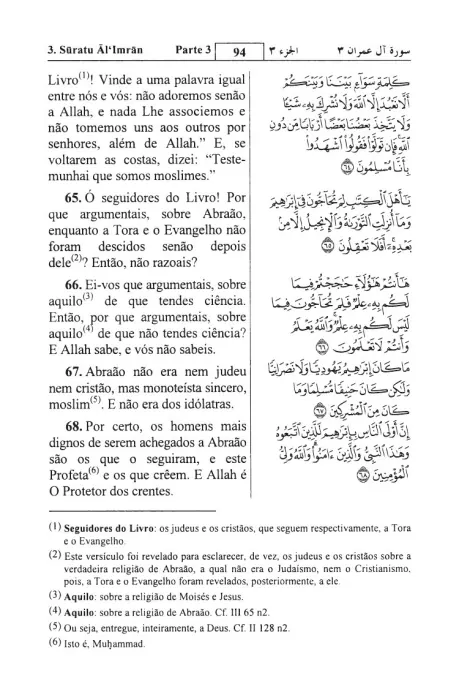 3. Sūratu Āl‘Imrān Parte 3 94 الجزء ٣ سورة آل عمران ٣
Livro(1)! Vinde a uma palavra igual
entre nós e vós: não adoremos senão
a Allah, e nada Lhe associemos e
não tomemos uns aos outros por
senhores, além de Allah.” E, se
voltarem as costas, dizei: “Teste-
munhai que somos moslimes.”
65. Ó seguidores do Livro! Por
que argumentais, sobre Abraão,
enquanto a Tora e o Evangelho não
foram descidos senão depois
dele(2)? Então, não razoais?
66. Ei-vos que argumentais, sobre
aquilo(3) de que tendes ciência.
Então, por que argumentais, sobre
aquilo(4) de que não tendes ciência?
E Allah sabe, e vós não sabeis.
67. Abraão não era nem judeu
nem cristão, mas monoteísta sincero,
moslim(5). E não era dos idólatras.
68. Por certo, os homens mais
dignos de serem achegados a Abraão
são os que o seguiram, e este
Profeta(6) e os que crêem. E Allah é
O Protetor dos crentes.
كَلِمَةٍ سَوَآءٍ بَيْنَنَا وَبَيْنَكُمْ
أَلَّا نَعْبُدَ إِلَّا ٱللَّهَ وَلَا نُشْرِكَ بِهِۦ شَيْـًٔا
وَلَا يَتَّخِذَ بَعْضُنَا بَعْضًا أَرْبَابًا مِّن دُونِ
ٱللَّهِ فَإِن تَوَلَّوْا۟ فَقُولُوا۟ ٱشْهَدُوا۟
بِأَنَّا مُسْلِمُونَ ٦٤
يَـٰٓأَهْلَ ٱلْكِتَـٰبِ لِمَ تُحَآجُّونَ فِىٓ إِبْرَٰهِيمَ
وَمَآ أُنزِلَتِ ٱلتَّوْرَىٰةُ وَٱلْإِنجِيلُ إِلَّا مِنۢ
بَعْدِهِۦٓ أَفَلَا تَعْقِلُونَ ٦٥
هَـٰٓأَنتُمْ هَـٰٓؤُلَآءِ حَـٰجَجْتُمْ فِيمَا
لَكُم بِهِۦ عِلْمٌ فَلِمَ تُحَآجُّونَ فِيمَا
لَيْسَ لَكُم بِهِۦ عِلْمٌ وَٱللَّهُ يَعْلَمُ
وَأَنتُمْ لَا تَعْلَمُونَ ٦٦
مَا كَانَ إِبْرَٰهِيمُ يَهُودِيًّا وَلَا نَصْرَانِيًّا
وَلَـٰكِن كَانَ حَنِيفًا مُّسْلِمًا وَمَا
كَانَ مِنَ ٱلْمُشْرِكِينَ ٦٧
إِنَّ أَوْلَى ٱلنَّاسِ بِإِبْرَٰهِيمَ لَلَّذِينَ ٱتَّبَعُوهُ
وَهَـٰذَا ٱلنَّبِىُّ وَٱلَّذِينَ ءَامَنُوا۟ وَٱللَّهُ وَلِىُّ
ٱلْمُؤْمِنِينَ ٦٨
(1) Seguidores do Livro: os judeus e os cristãos, que seguem respectivamente, a Tora
e o Evangelho.
(2) Este versículo foi revelado para esclarecer, de vez, os judeus e os cristãos sobre a
verdadeira religião de Abraão, a qual não era o Judaísmo, nem o Cristianismo,
pois, a Tora e o Evangelho foram revelados, posteriormente, a ele.
(3) Aquilo: sobre a religião de Moisés e Jesus.
(4) Aquilo: sobre a religião de Abraão. Cf. III 65 n2.
(5) Ou seja, entregue, inteiramente, a Deus. Cf. II 128 n2.
(6) Isto é, Muḥammad.